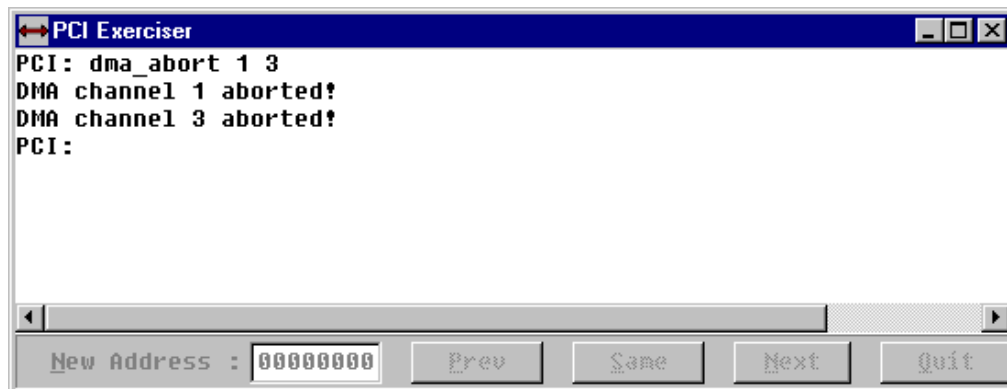 PCI Exerciser
PCI: dma_abort 1 3
DMA channel 1 aborted!
DMA channel 3 aborted!
PCI:
New Address : 00000000 Prev Same Next Quit